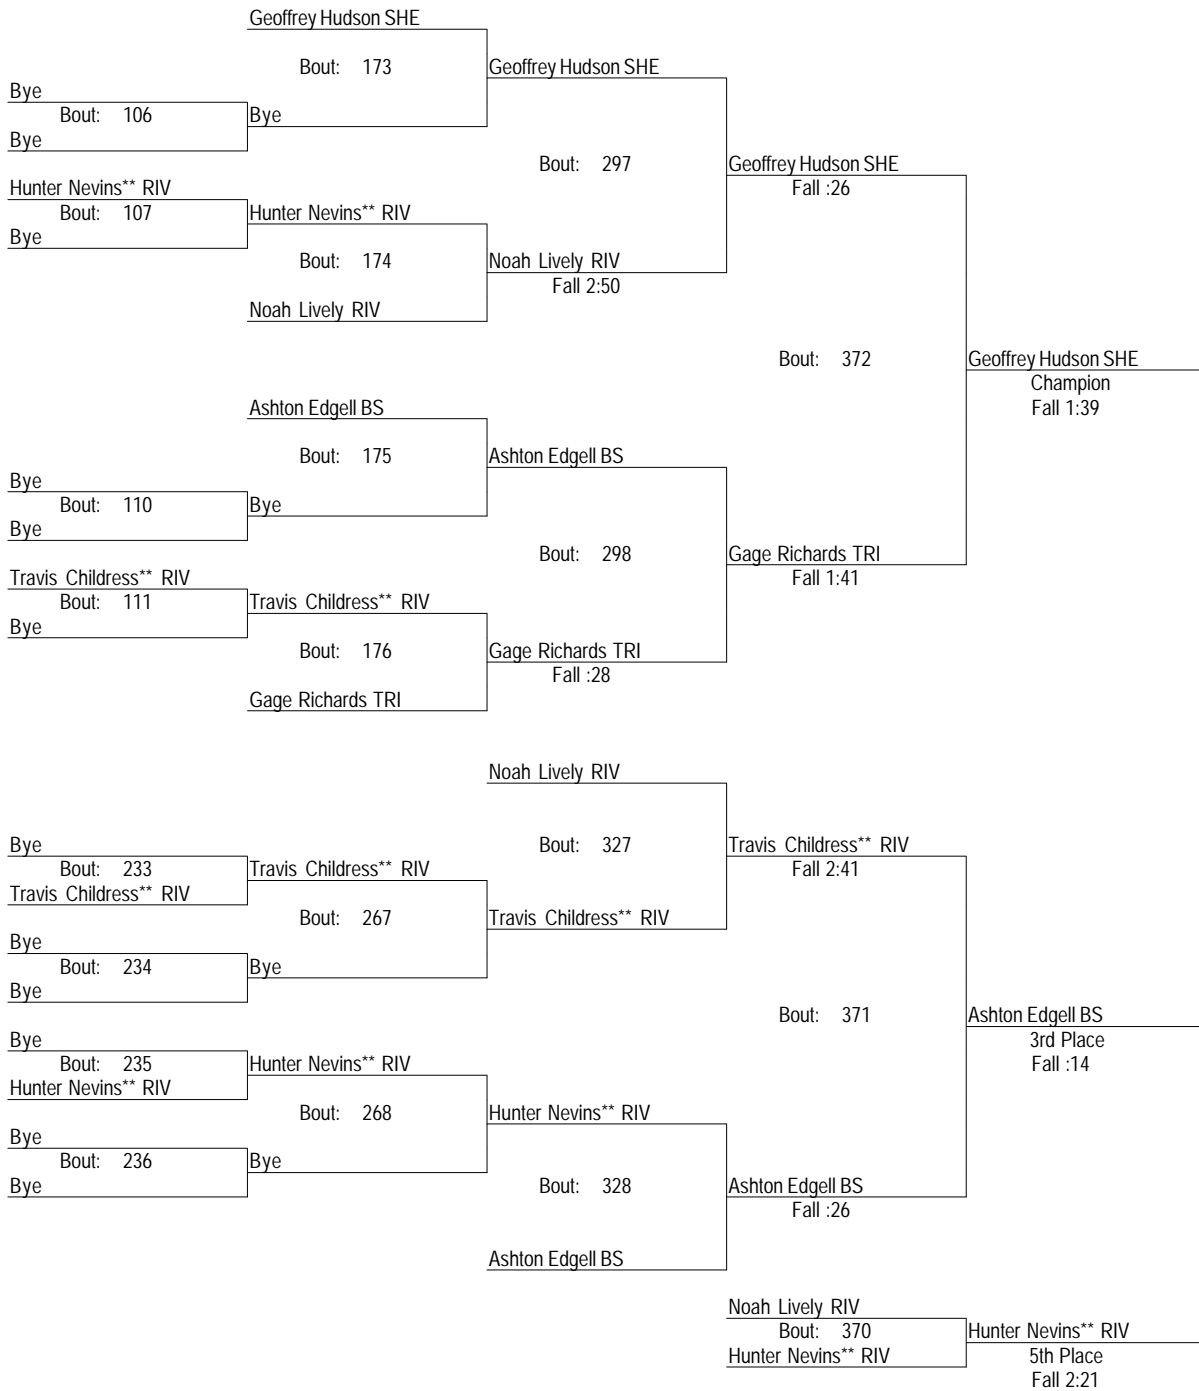 Geoffrey Hudson SHE
Bout: 173
Geoffrey Hudson SHE
Bye
Bout: 106
Bye
Bye
Bout: 297
Geoffrey Hudson SHE
Fall :26
Hunter Nevins** RIV
Bout: 107
Hunter Nevins** RIV
Bye
Bout: 174
Noah Lively RIV
Fall 2:50
Noah Lively RIV
Bout: 372
Geoffrey Hudson SHE
Champion
Fall 1:39
Ashton Edgell BS
Bout: 175
Ashton Edgell BS
Bye
Bout: 110
Bye
Bye
Bout: 298
Gage Richards TRI
Fall 1:41
Travis Childress** RIV
Bout: 111
Travis Childress** RIV
Bye
Bout: 176
Gage Richards TRI
Fall :28
Gage Richards TRI
Noah Lively RIV
Bye
Bout: 233
Travis Childress** RIV
Travis Childress** RIV
Bout: 327
Travis Childress** RIV
Fall 2:41
Bout: 267
Travis Childress** RIV
Bye
Bout: 234
Bye
Bye
Bout: 371
Ashton Edgell BS
3rd Place
Fall :14
Bye
Bout: 235
Hunter Nevins** RIV
Hunter Nevins** RIV
Bout: 268
Hunter Nevins** RIV
Bye
Bout: 236
Bye
Bye
Bout: 328
Ashton Edgell BS
Fall :26
Ashton Edgell BS
Noah Lively RIV
Bout: 370
Hunter Nevins** RIV
Hunter Nevins** RIV
5th Place
Fall 2:21